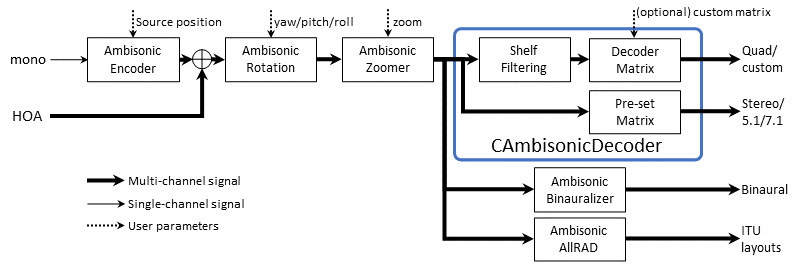 Source position
yaw/pitch/roll
zoom
(optional) custom matrix
mono
Ambisonic
Encoder
Ambisonic
Rotation
Ambisonic
Zoomer
Shelf
Filtering
Decoder
Matrix
Quad/
custom
HOA
Pre-set
Matrix
Stereo/
5.1/7.1
CAmbisonicDecoder
Multi-channel signal
Single-channel signal
User parameters
Ambisonic
Binauralizer
Binaural
Ambisonic
AllRAD
ITU
layouts